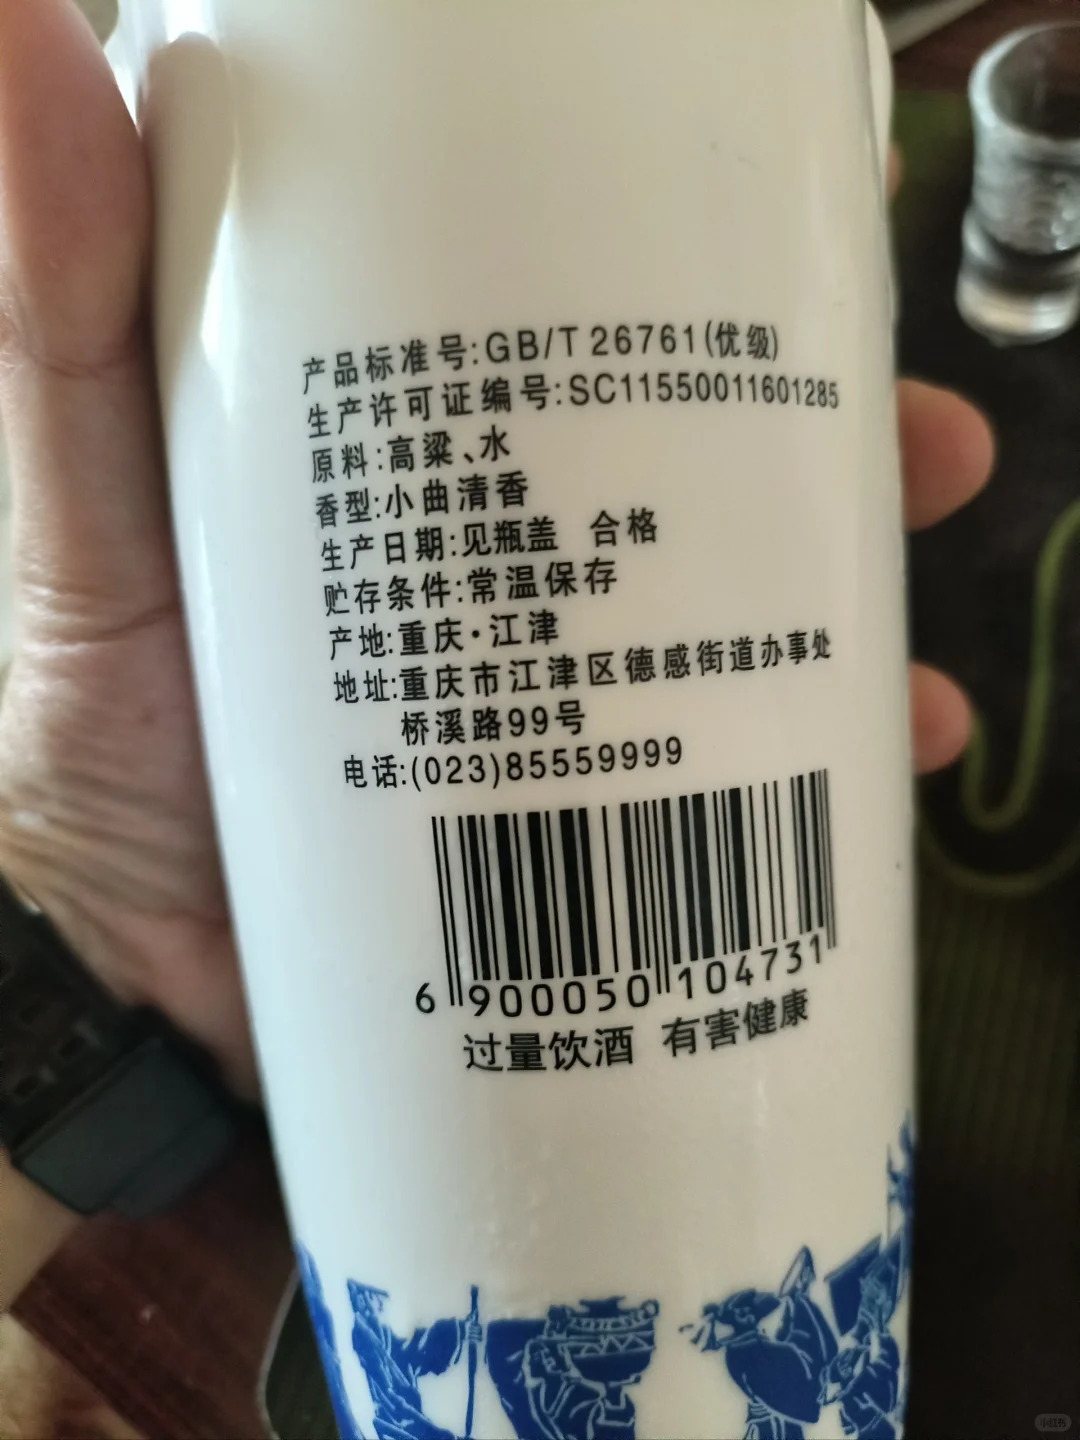 产品标准号:GB/T 26761(优级)
生产许可证编号:SC11550011601285
原料:高粱、水
香型:小曲清香
生产日期:见瓶盖 合格
贮存条件:常温保存
产地:重庆·江津
地址:重庆市江津区德感街道办事处
桥溪路99号
电话:(023)85559999
6 900050 104731
过量饮酒 有害健康
小红书